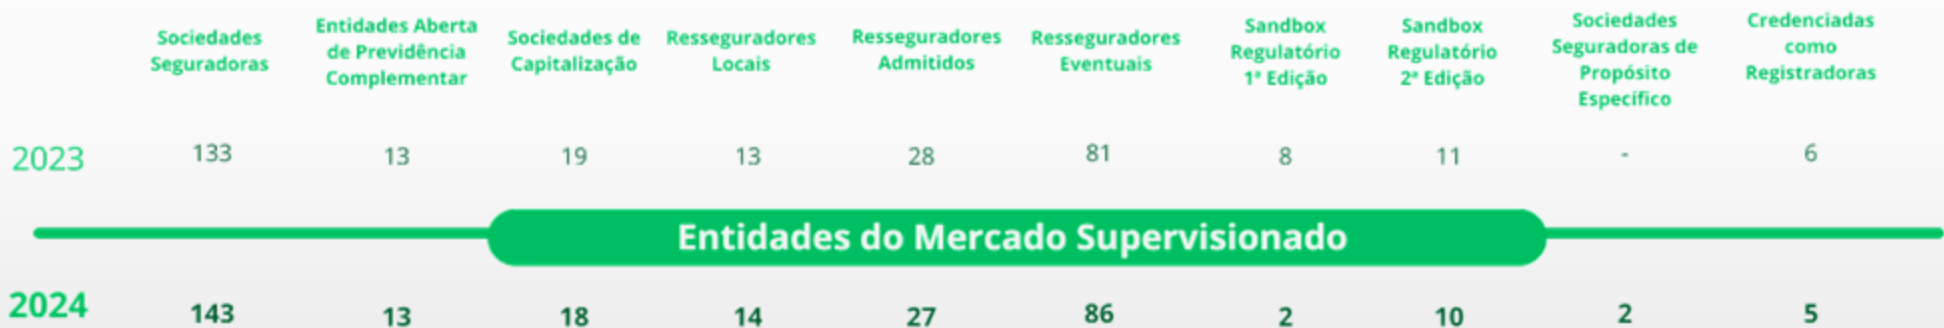 Sociedades
Seguradoras
Entidades Aberta
de Previdência
Complementar
Sociedades de
Capitalização
Resseguradores
Locais
Resseguradores
Admitidos
Resseguradores
Eventuais
Sandbox
Regulatório
1ª Edição
Sandbox
Regulatório
2ª Edição
Sociedades
Seguradoras de
Propósito
Específico
Credenciadas
como
Registradoras
2023 133 13 19 13 28 81 8 11 - 6
Entidades do Mercado Supervisionado
2024 143 13 18 14 27 86 2 10 2 5